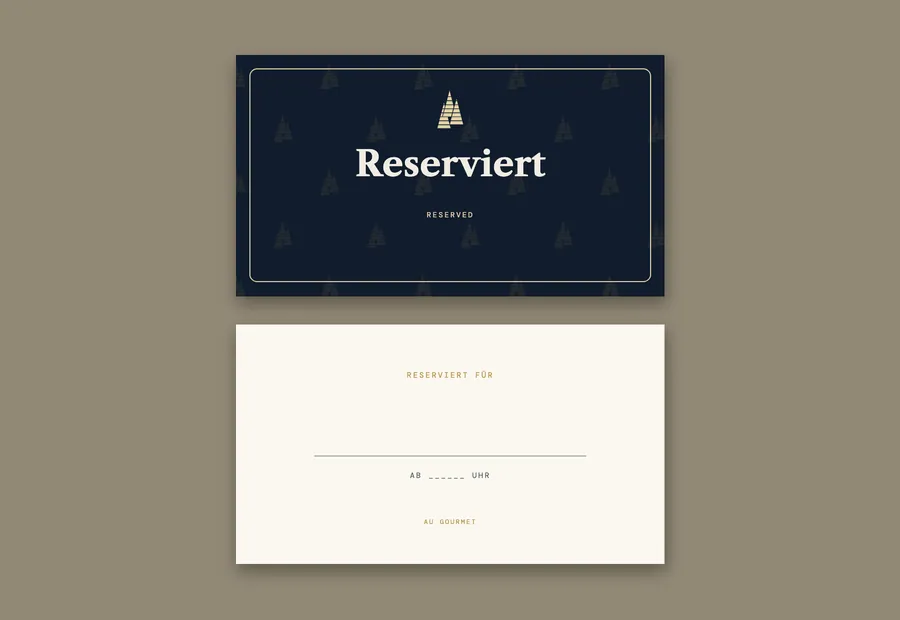 Reserviert
RESERVED
RESERVIERT FÜR
AB ______ UHR
AU GOURMET